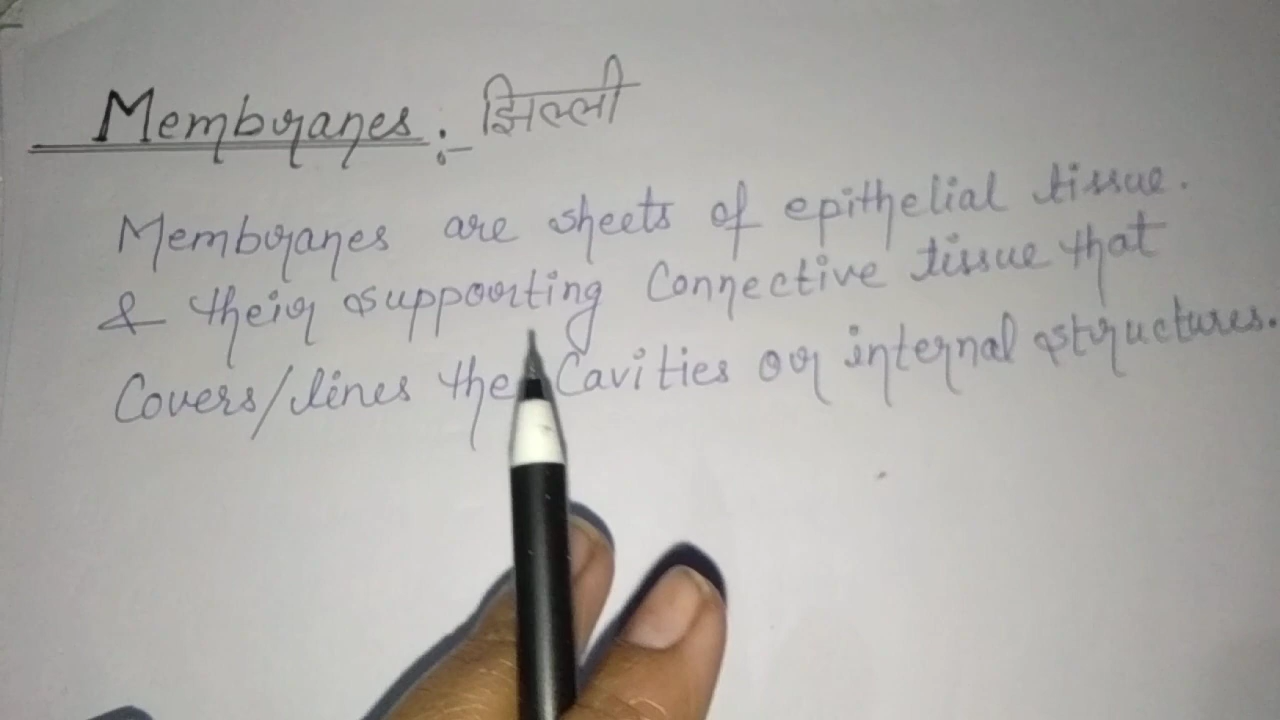 Membranes :- झिल्ली
Membranes are sheets of epithelial tissue.
& their supporting Connective tissue that
Covers/lines the Cavities or internal structures.